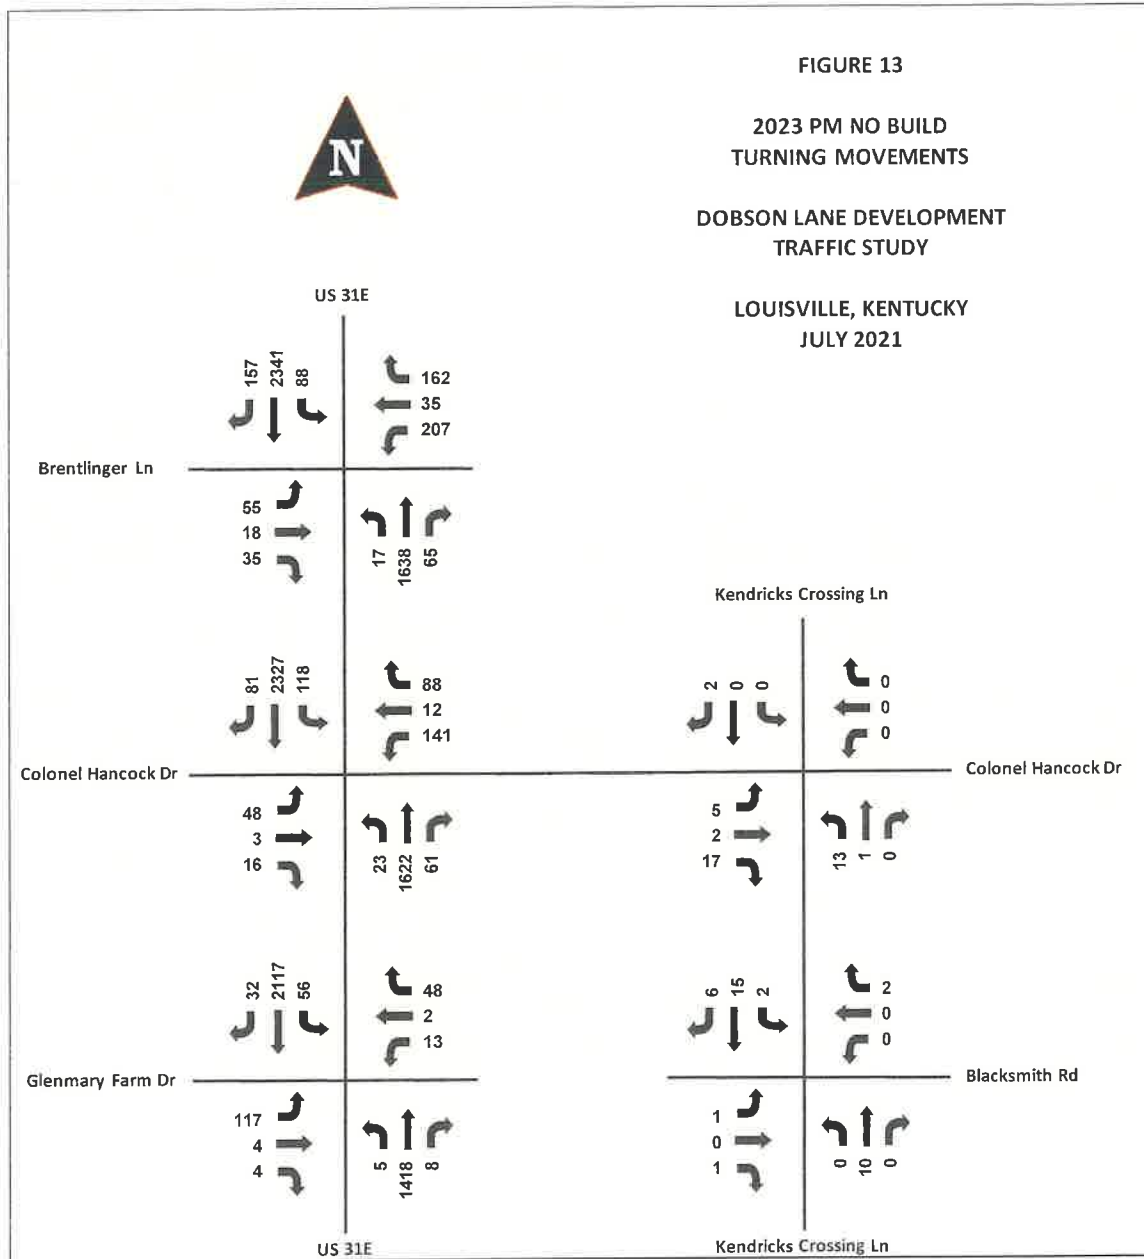 FIGURE 13
2023 PM NO BUILD
TURNING MOVEMENTS
DOBSON LANE DEVELOPMENT
TRAFFIC STUDY
LOUISVILLE, KENTUCKY
JULY 2021
N
US 31E
157 2341 88
162
35
207
Brentlinger Ln
55
18
35
17 1638 65
Kendricks Crossing Ln
81 2327 118
88
12
141
2 0 0
0
0
0
Colonel Hancock Dr
Colonel Hancock Dr
48
3
16
23 1622 61
5
2
17
13 1 0
32 2117 56
48
2
13
6 15 2
2
0
0
Glenmary Farm Dr
Blacksmith Rd
117
4
4
5 1418 8
1
0
1
0 10 0
US 31E
Kendricks Crossing Ln